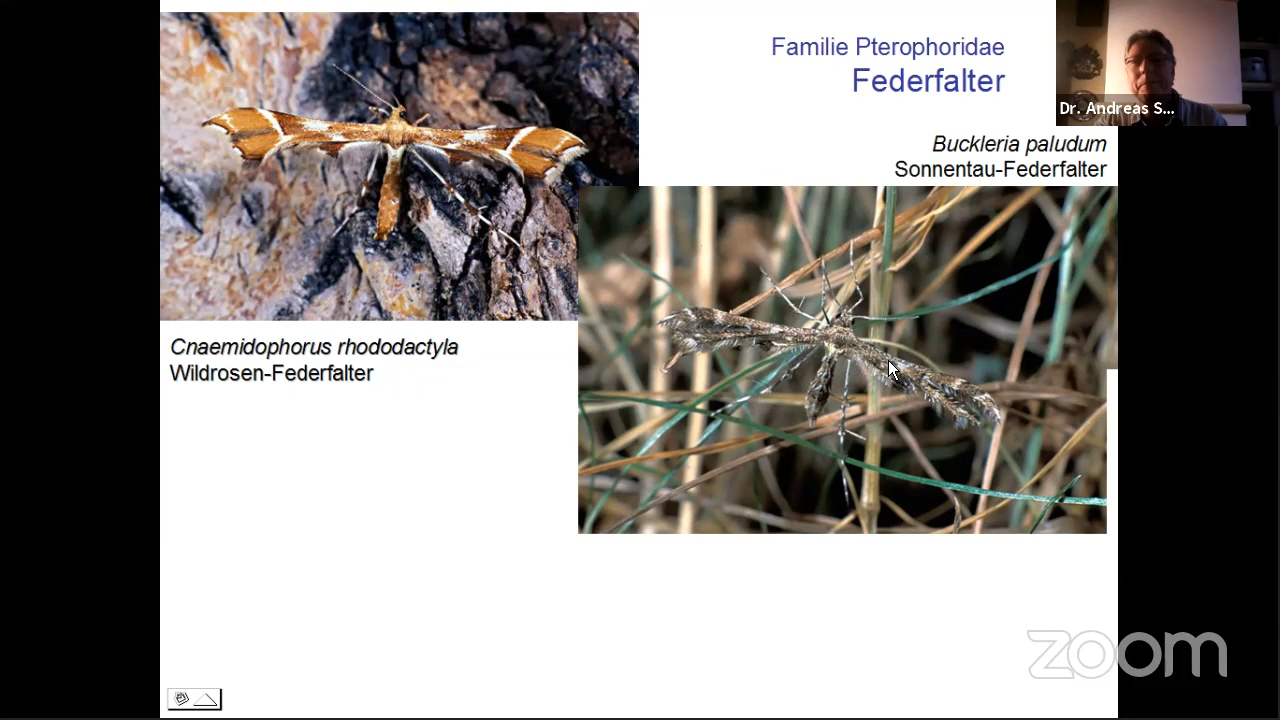 Familie Pterophoridae
Federfalter
Dr. Andreas S...
Buckleria paludum
Sonnentau-Federfalter
Cnaemidophorus rhododactyla
Wildrosen-Federfalter
zoom